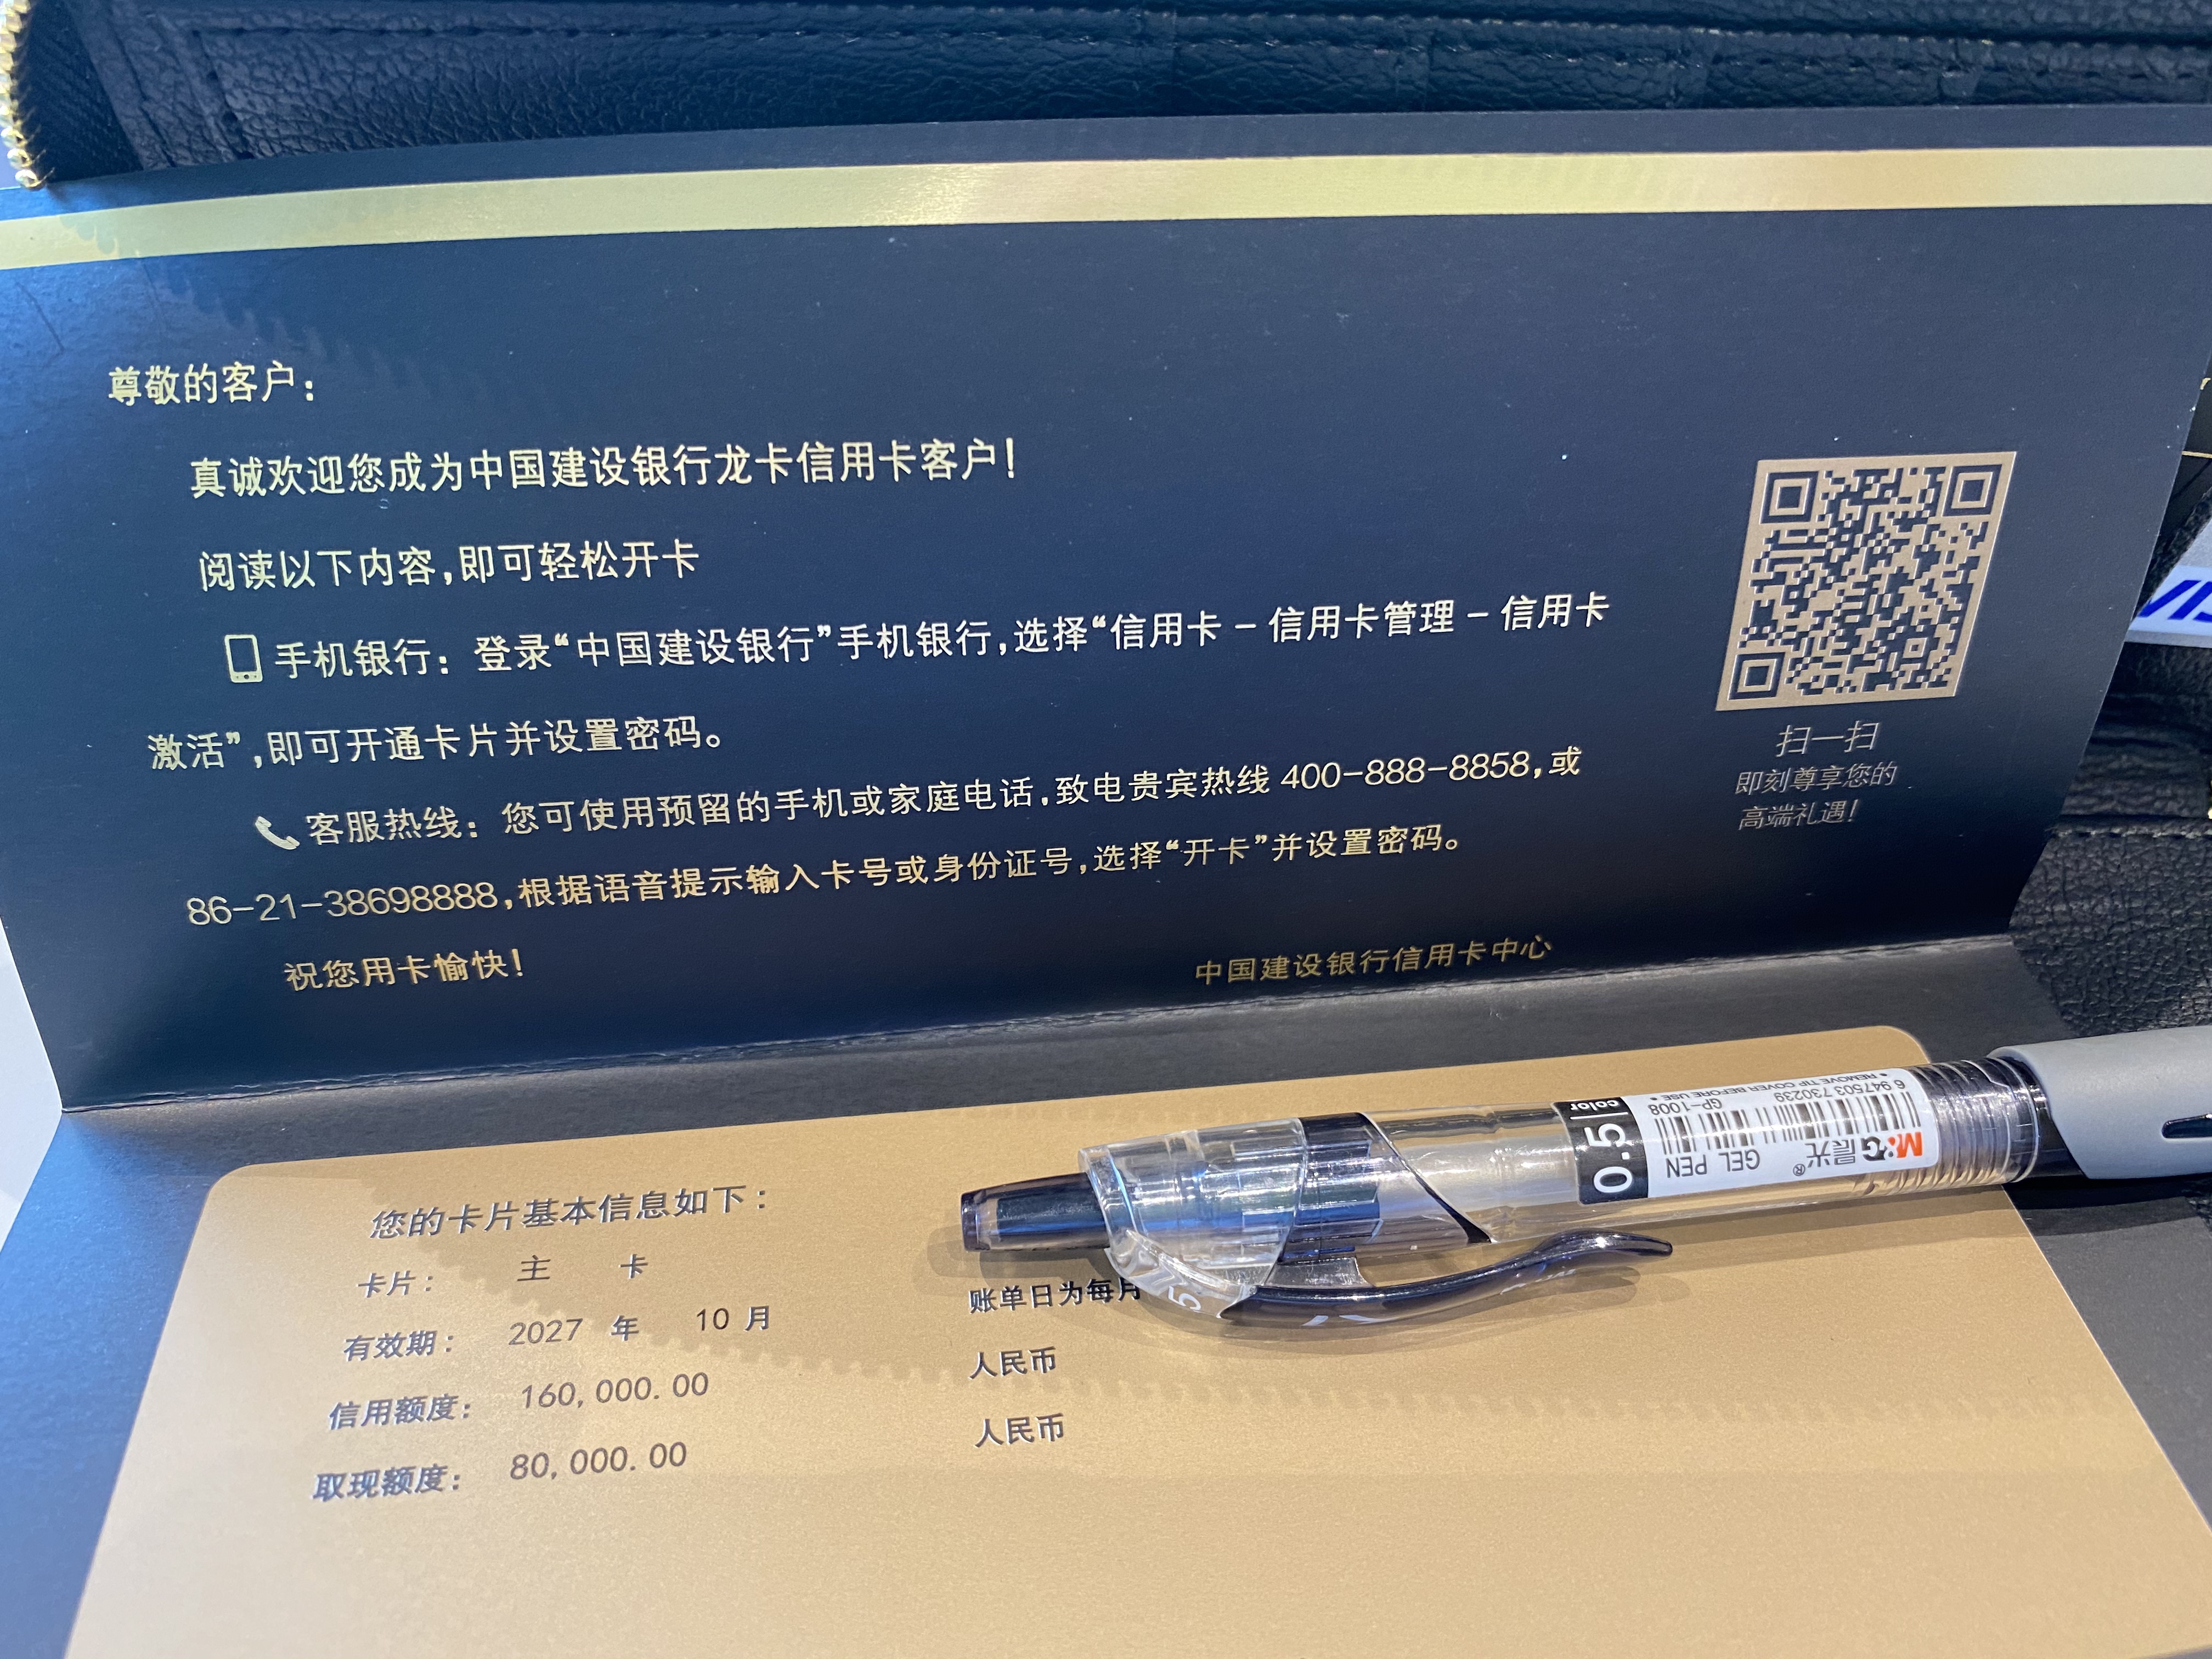 尊敬的客户：
真诚欢迎您成为中国建设银行龙卡信用卡客户！
阅读以下内容，即可轻松开卡
手机银行：登录“中国建设银行”手机银行，选择“信用卡－信用卡管理－信用卡
激活”，即可开通卡片并设置密码。
客服热线：您可使用预留的手机或家庭电话，致电贵宾热线 400-888-8858，或
86-21-38698888，根据语音提示输入卡号或身份证号，选择“开卡”并设置密码。
祝您用卡愉快！
中国建设银行信用卡中心
扫一扫
即刻尊享您的
高端礼遇！
您的卡片基本信息如下：
卡片： 主 卡
有效期： 2027 年 10 月 账单日为每月
信用额度： 160,000.00 人民币
取现额度： 80,000.00 人民币
M&G晨光®
GEL PEN
6 947503 730239
GP-1008
• REMOVE TIP COVER BEFORE USE •
0.5
color